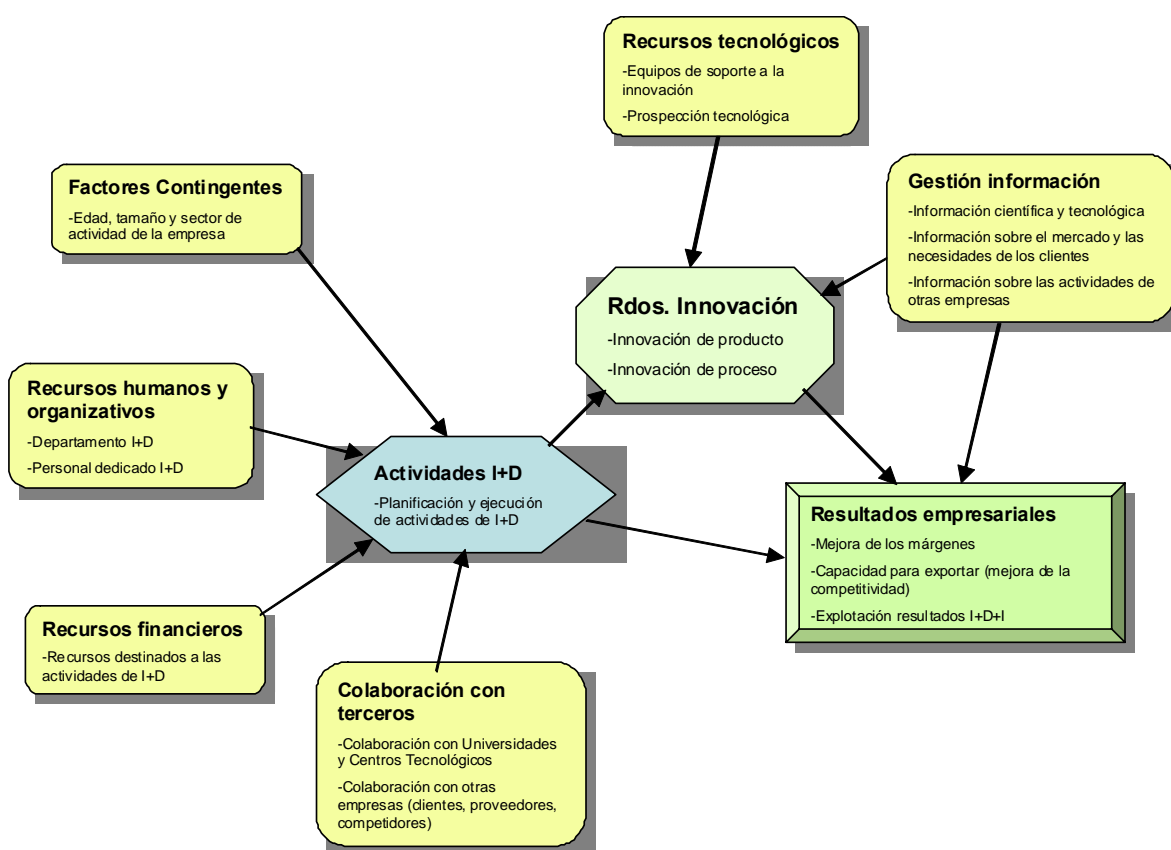 Recursos tecnológicos
-Equipos de soporte a la
innovación
-Prospección tecnológica
Factores Contingentes
-Edad, tamaño y sector de
actividad de la empresa
Gestión información
-Información científica y tecnológica
-Información sobre el mercado y las
necesidades de los clientes
-Información sobre las actividades de
otras empresas
Rdos. Innovación
-Innovación de producto
-Innovación de proceso
Recursos humanos y
organizativos
-Departamento I+D
-Personal dedicado I+D
Actividades I+D
-Planificación y ejecución
de actividades de I+D
Resultados empresariales
-Mejora de los márgenes
-Capacidad para exportar (mejora de la
competitividad)
-Explotación resultados I+D+I
Recursos financieros
-Recursos destinados a las
actividades de I+D
Colaboración con
terceros
-Colaboración con Universidades
y Centros Tecnológicos
-Colaboración con otras
empresas (clientes, proveedores,
competidores)